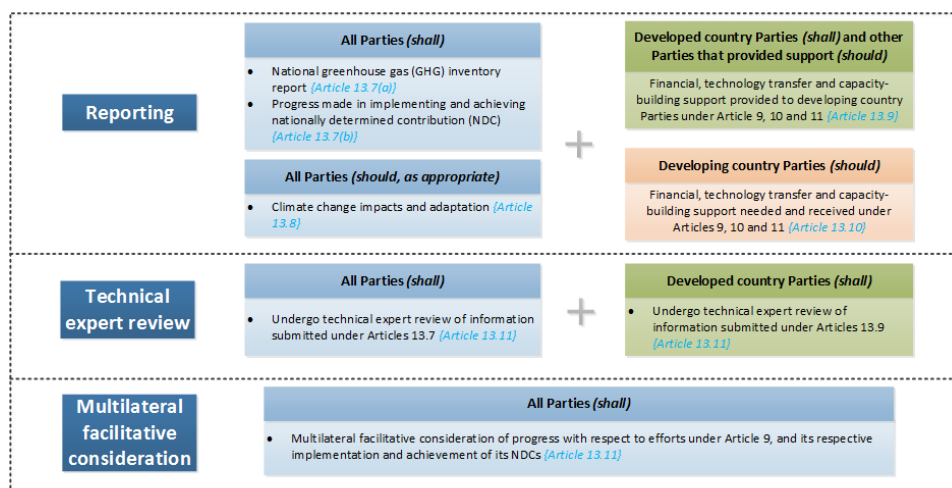 Reporting
All Parties (shall)
• National greenhouse gas (GHG) inventory
report {Article 13.7(a)}
• Progress made in implementing and achieving
nationally determined contribution (NDC)
{Article 13.7(b)}
All Parties (should, as appropriate)
• Climate change impacts and adaptation {Article
13.8}
+
Developed country Parties (shall) and other
Parties that provided support (should)
Financial, technology transfer and capacity-
building support provided to developing country
Parties under Article 9, 10 and 11 {Article 13.9}
Developing country Parties (should)
Financial, technology transfer and capacity-
building support needed and received under
Articles 9, 10 and 11 {Article 13.10}
Technical
expert review
All Parties (shall)
• Undergo technical expert review of information
submitted under Articles 13.7 {Article 13.11}
+
Developed country Parties (shall)
• Undergo technical expert review of
information submitted under Articles 13.9
{Article 13.11}
Multilateral
facilitative
consideration
All Parties (shall)
• Multilateral facilitative consideration of progress with respect to efforts under Article 9, and its respective
implementation and achievement of its NDCs {Article 13.11}